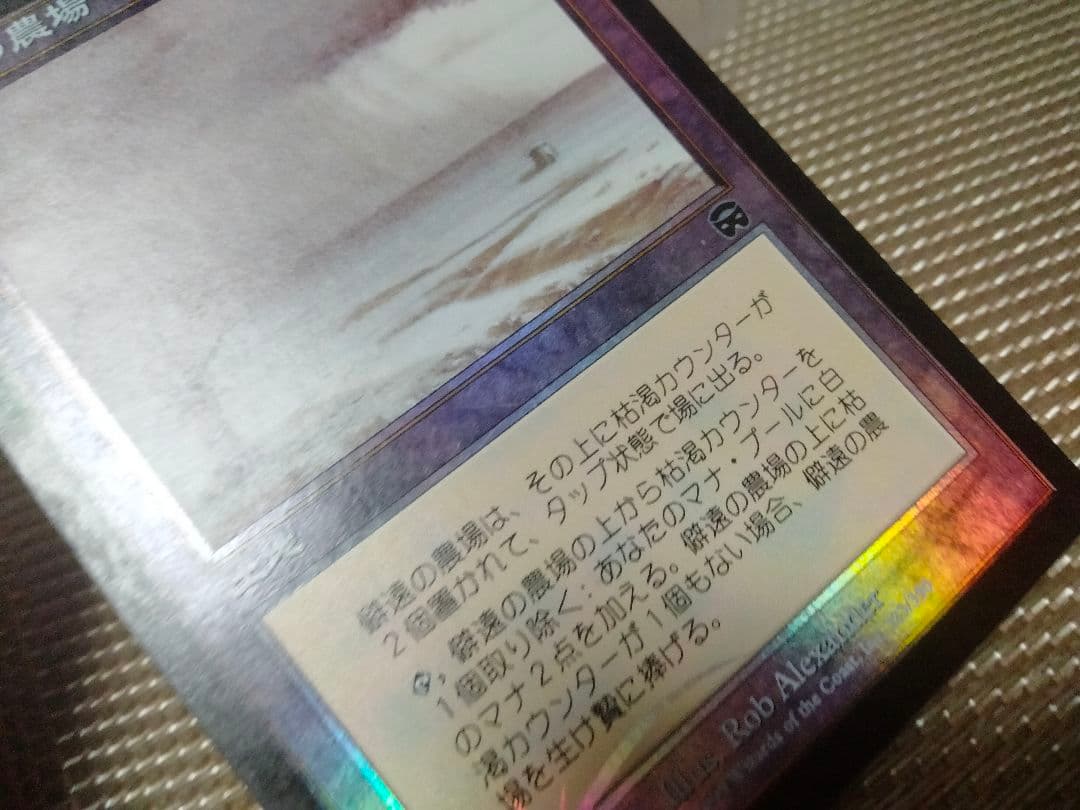 農場
僻遠の農場は、その上に枯渇カウンターが
2個置かれて、タップ状態で場に出る。
，僻遠の農場の上から枯渇カウンターを
1個取り除く：あなたのマナ・プールに白
のマナ2点を加える。僻遠の農場の上に枯
渇カウンターが1個もない場合、僻遠の農
場を生け贄に捧げる。
Illus. Rob Alexander
of the Coast,